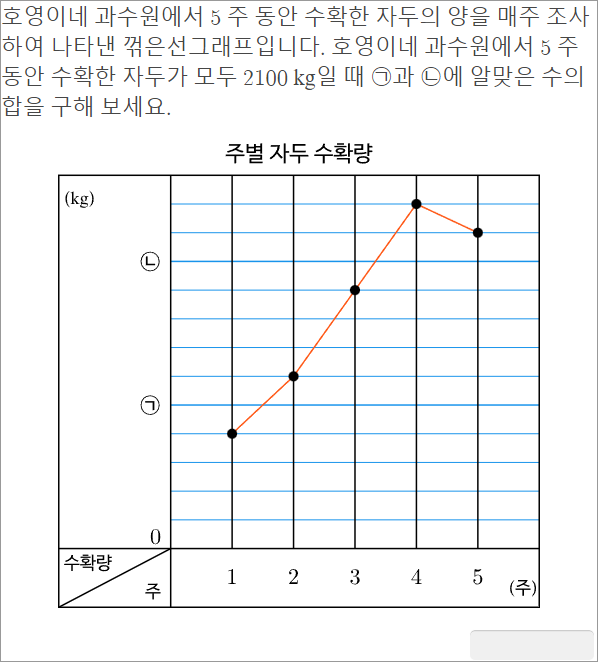 호영이네 과수원에서 5 주 동안 수확한 자두의 양을 매주 조사
하여 나타낸 꺾은선그래프입니다. 호영이네 과수원에서 5 주
동안 수확한 자두가 모두 2100 kg일 때 ㉠과 ㉡에 알맞은 수의
합을 구해 보세요.
주별 자두 수확량
(kg)
㉡
㉠
0
수확량
주
1 2 3 4 5 (주)